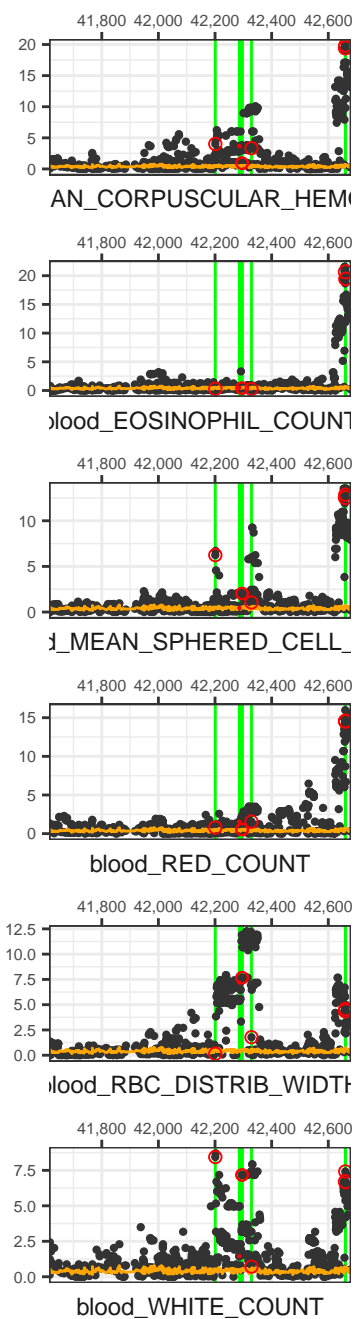 41,800 42,000 42,200 42,400 42,600
20
15
10
5
0
AN_CORPUSCULAR_HEMO
41,800 42,000 42,200 42,400 42,600
20
15
10
5
0
blood_EOSINOPHIL_COUNT
41,800 42,000 42,200 42,400 42,600
10
5
0
d_MEAN_SPHERED_CELL_
41,800 42,000 42,200 42,400 42,600
15
10
5
0
blood_RED_COUNT
41,800 42,000 42,200 42,400 42,600
12.5
10.0
7.5
5.0
2.5
0.0
blood_RBC_DISTRIB_WIDTH
41,800 42,000 42,200 42,400 42,600
7.5
5.0
2.5
0.0
blood_WHITE_COUNT